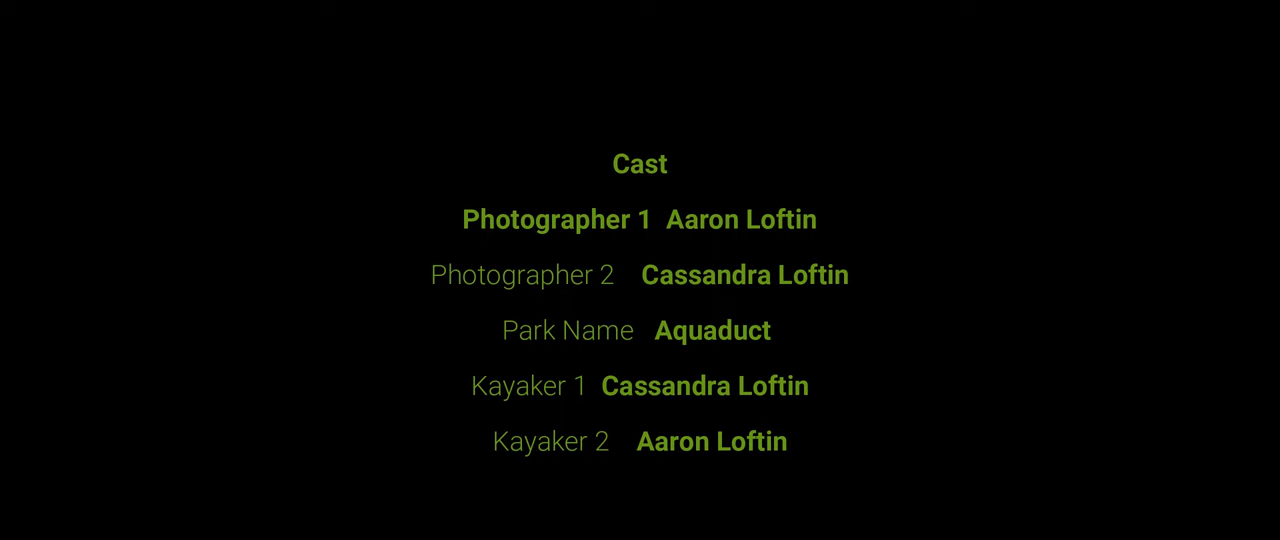 Cast
Photographer 1 Aaron Loftin
Photographer 2 Cassandra Loftin
Park Name Aquaduct
Kayaker 1 Cassandra Loftin
Kayaker 2 Aaron Loftin